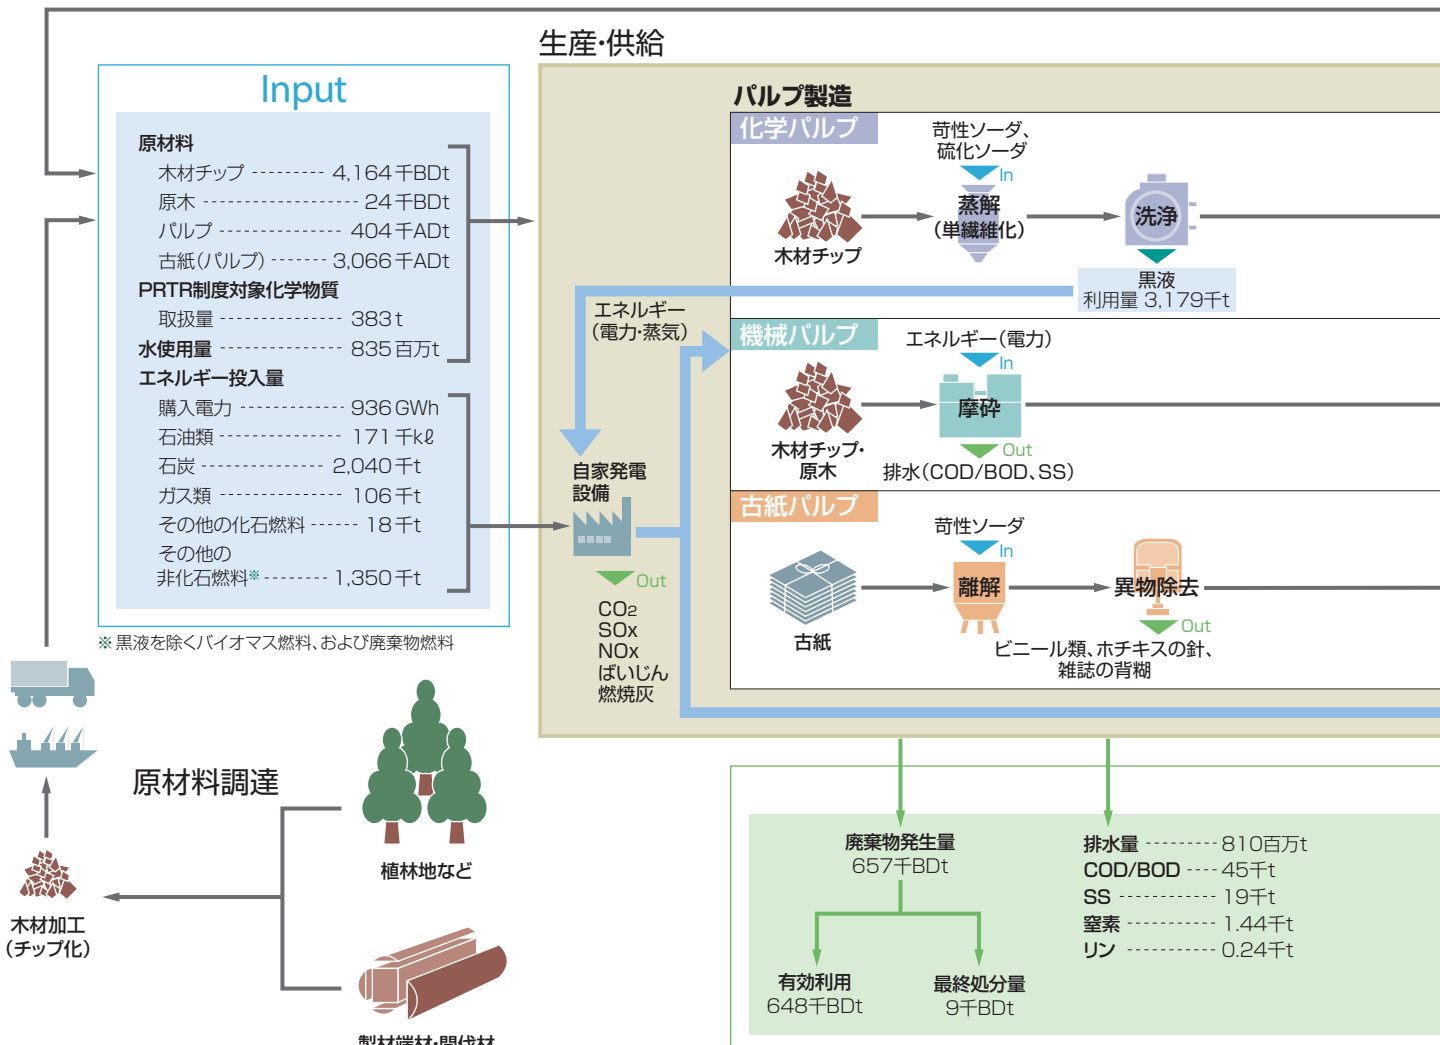 生産・供給
Input
原材料
木材チップ 4,164千BDt
原木 24千BDt
パルプ 404千ADt
古紙(パルプ) 3,066千ADt
PRTR制度対象化学物質
取扱量 383t
水使用量 835百万t
エネルギー投入量
購入電力 936GWh
石油類 171千kℓ
石炭 2,040千t
ガス類 106千t
その他の化石燃料 18千t
その他の
非化石燃料※ 1,350千t
※黒液を除くバイオマス燃料、および廃棄物燃料
パルプ製造
化学パルプ
苛性ソーダ、
硫化ソーダ
In
木材チップ
蒸解
(単繊維化)
洗浄
黒液
利用量 3,179千t
エネルギー
(電力・蒸気)
機械パルプ
エネルギー(電力)
In
木材チップ・
原木
摩砕
Out
排水(COD/BOD、SS)
自家発電
設備
Out
CO2
SOx
NOx
ばいじん
燃焼灰
古紙パルプ
苛性ソーダ
In
古紙
離解
異物除去
Out
ビニール類、ホチキスの針、
雑誌の背糊
原材料調達
植林地など
木材加工
(チップ化)
製材端材・間伐材
廃棄物発生量
657千BDt
有効利用
648千BDt
最終処分量
9千BDt
排水量 810百万t
COD/BOD 45千t
SS 19千t
窒素 1.44千t
リン 0.24千t